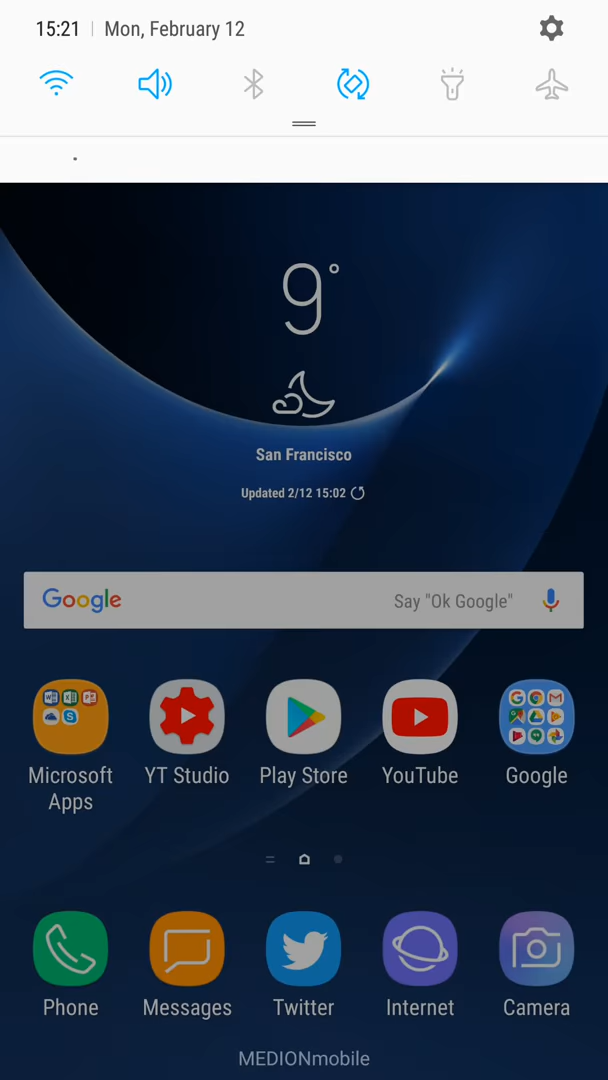 15:21 | Mon, February 12
9°
San Francisco
Updated 2/12 15:02
Google Say "Ok Google"
Microsoft Apps
YT Studio
Play Store
YouTube
Google
Phone
Messages
Twitter
Internet
Camera
MEDIONmobile